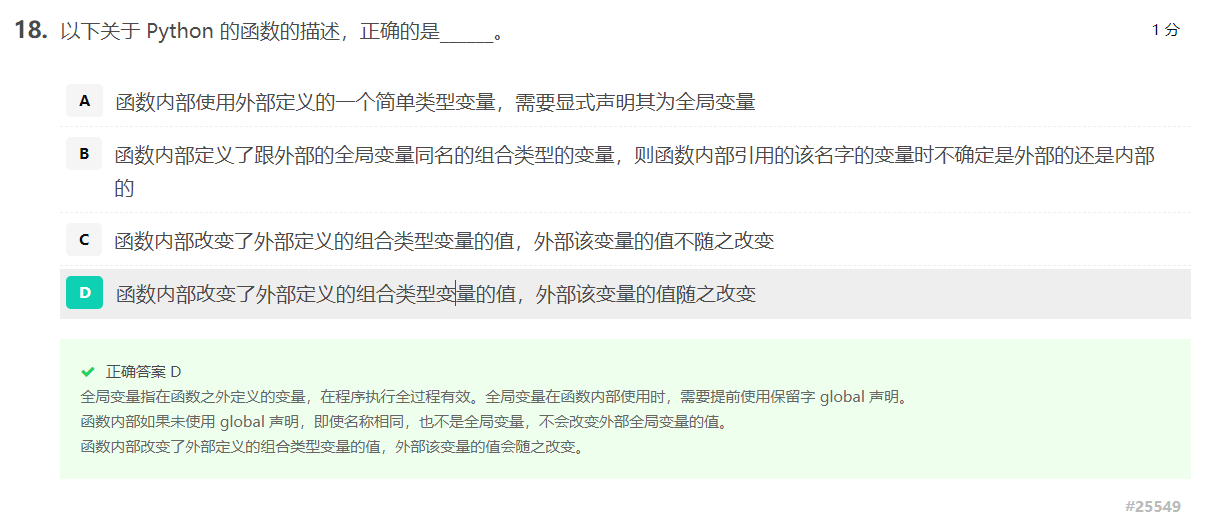 18. 以下关于 Python 的函数的描述，正确的是______。 1 分
A 函数内部使用外部定义的一个简单类型变量，需要显式声明其为全局变量
B 函数内部定义了跟外部的全局变量同名的组合类型的变量，则函数内部引用的该名字的变量时不确定是外部的还是内部
的
C 函数内部改变了外部定义的组合类型变量的值，外部该变量的值不随之改变
D 函数内部改变了外部定义的组合类型变量的值，外部该变量的值随之改变
正确答案 D
全局变量指在函数之外定义的变量，在程序执行全过程有效。全局变量在函数内部使用时，需要提前使用保留字 global 声明。
函数内部如果未使用 global 声明，即使名称相同，也不是全局变量，不会改变外部全局变量的值。
函数内部改变了外部定义的组合类型变量的值，外部该变量的值会随之改变。
#25549